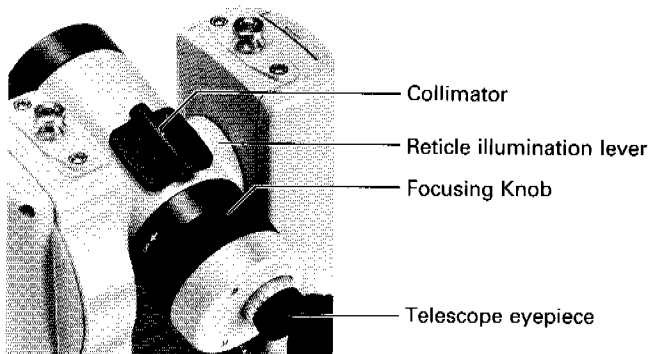 Collimator
Reticle illumination lever
Focusing Knob
Telescope eyepiece